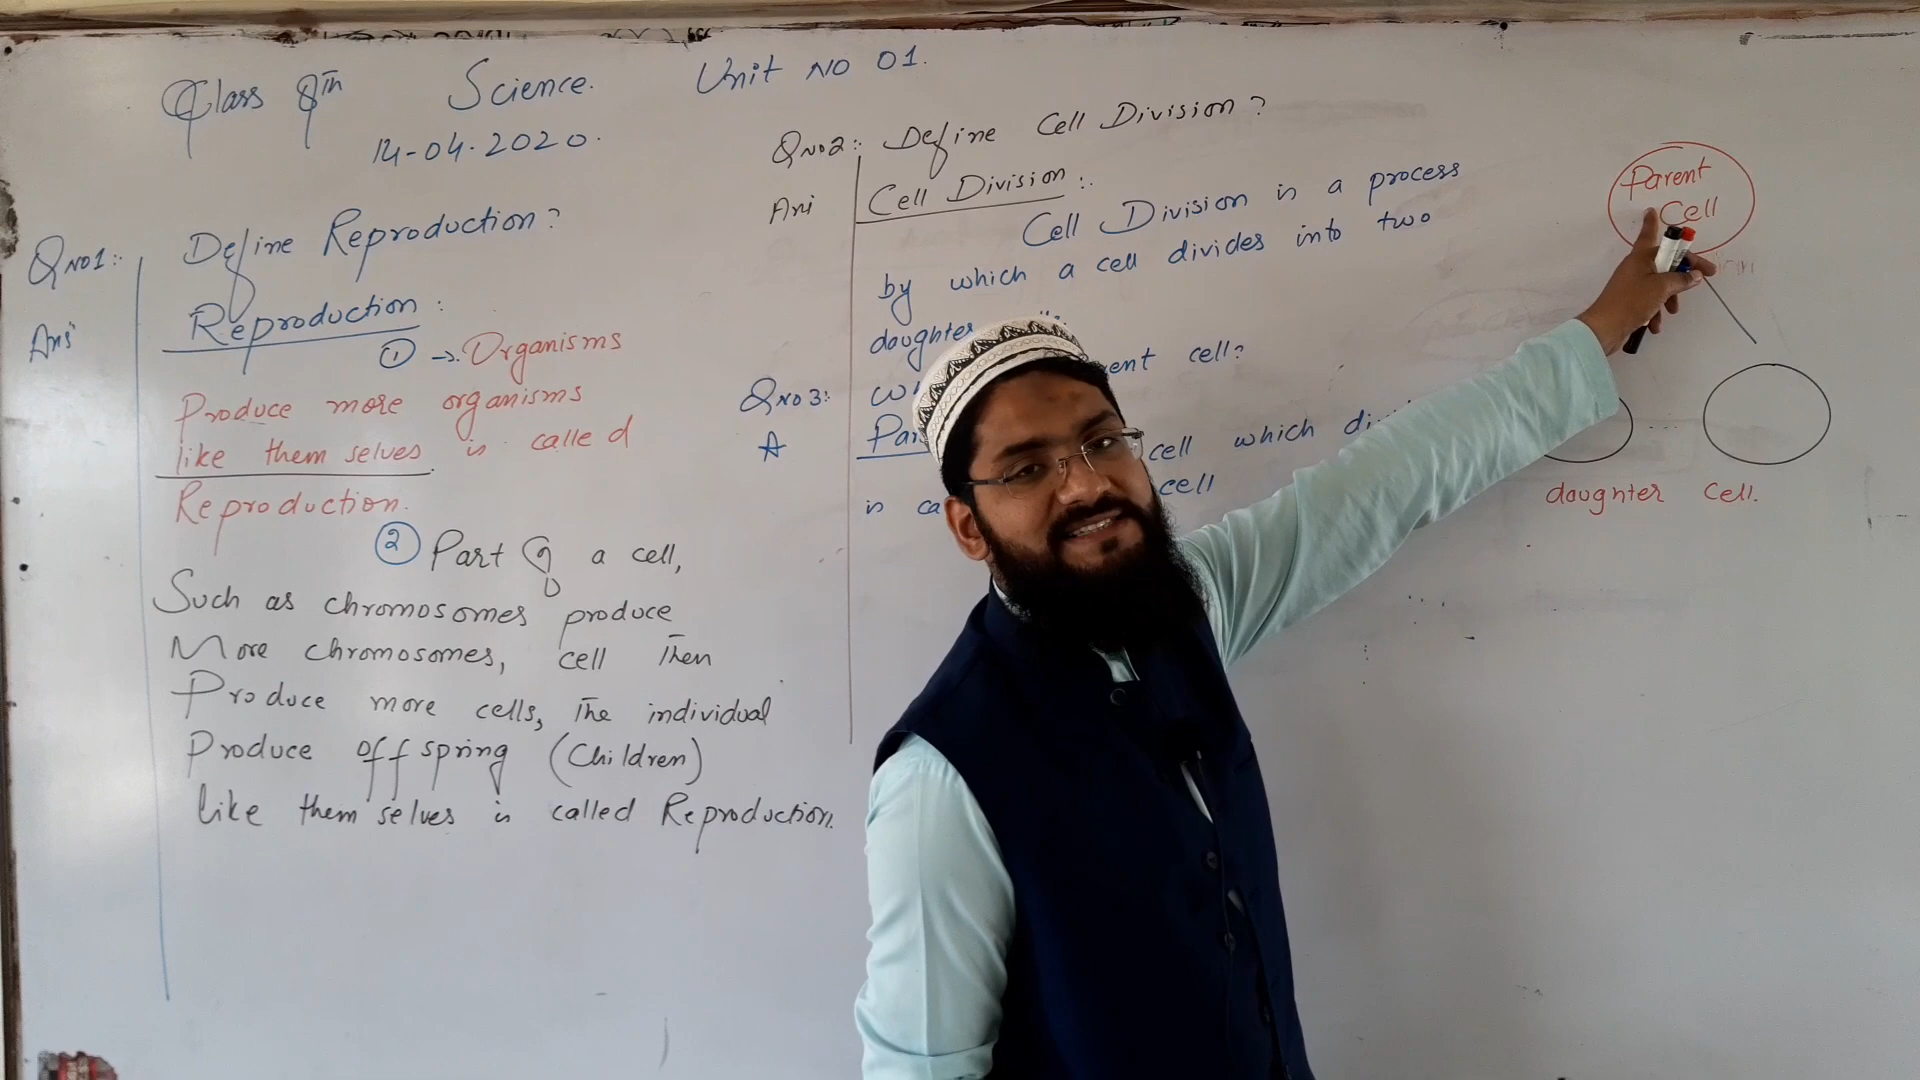 Class 8th Science. Unit No 01.
14-04-2020.
Q No 1:. Define Reproduction?
Ans Reproduction:
① → Organisms
Produce more organisms
like them selves is called
Reproduction.
② Part of a cell,
Such as chromosomes produce
More chromosomes, cell Then
Produce more cells, The individual
Produce offspring (Children)
like them selves is called Reproduction.
Q No 2:. Define Cell Division?
Ans Cell Division:.
Cell Division is a process
by which a cell divides into two
daughter
Q No 3: cell?
A cell which
is cell
Parent
Cell
daughter Cell.